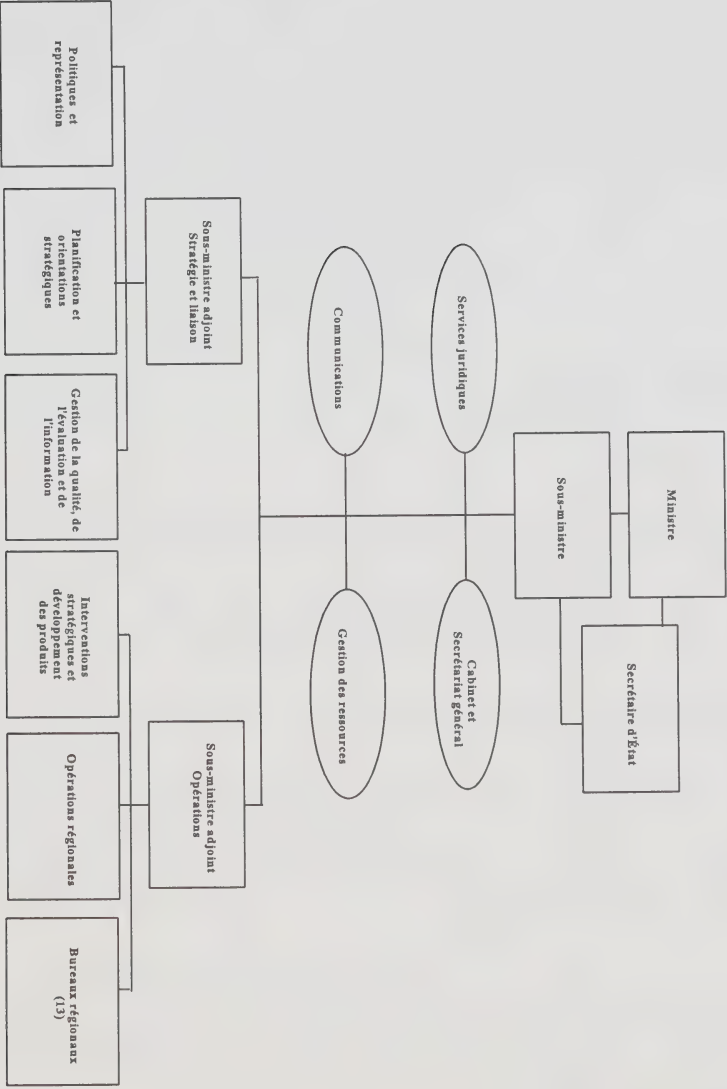 Ministre
Secrétaire d'État
Sous-ministre
Services juridiques
Cabinet et
Secrétariat général
Communications
Gestion des ressources
Sous-ministre adjoint
Stratégie et liaison
Sous-ministre adjoint
Opérations
Politiques et
représentation
Planification et
orientations
stratégiques
Gestion de la qualité, de
l'évaluation et de
l'information
Interventions
stratégiques et
développement
des produits
Opérations régionales
Bureaux régionaux
(13)